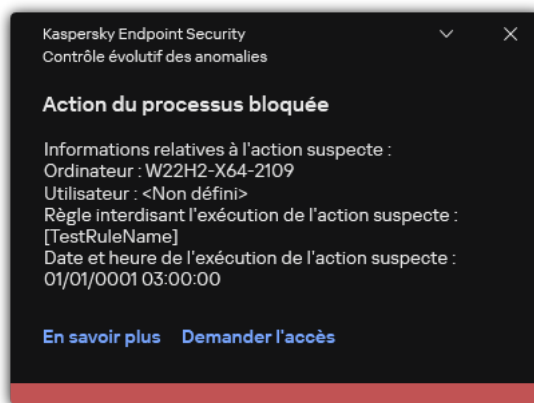 Kaspersky Endpoint Security
Contrôle évolutif des anomalies
Action du processus bloquée
Informations relatives à l'action suspecte :
Ordinateur : W22H2-X64-2109
Utilisateur : <Non défini>
Règle interdisant l'exécution de l'action suspecte :
[TestRuleName]
Date et heure de l'exécution de l'action suspecte :
01/01/0001 03:00:00
En savoir plus Demander l'accès